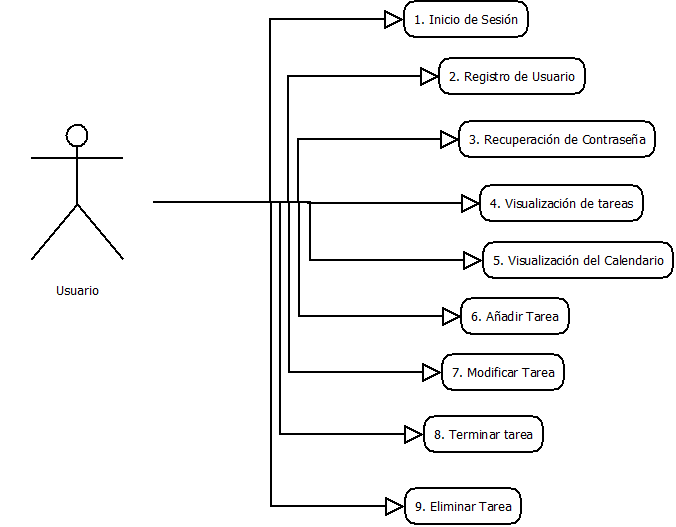 1. Inicio de Sesión
2. Registro de Usuario
3. Recuperación de Contraseña
4. Visualización de tareas
5. Visualización del Calendario
Usuario
6. Añadir Tarea
7. Modificar Tarea
8. Terminar tarea
9. Eliminar Tarea